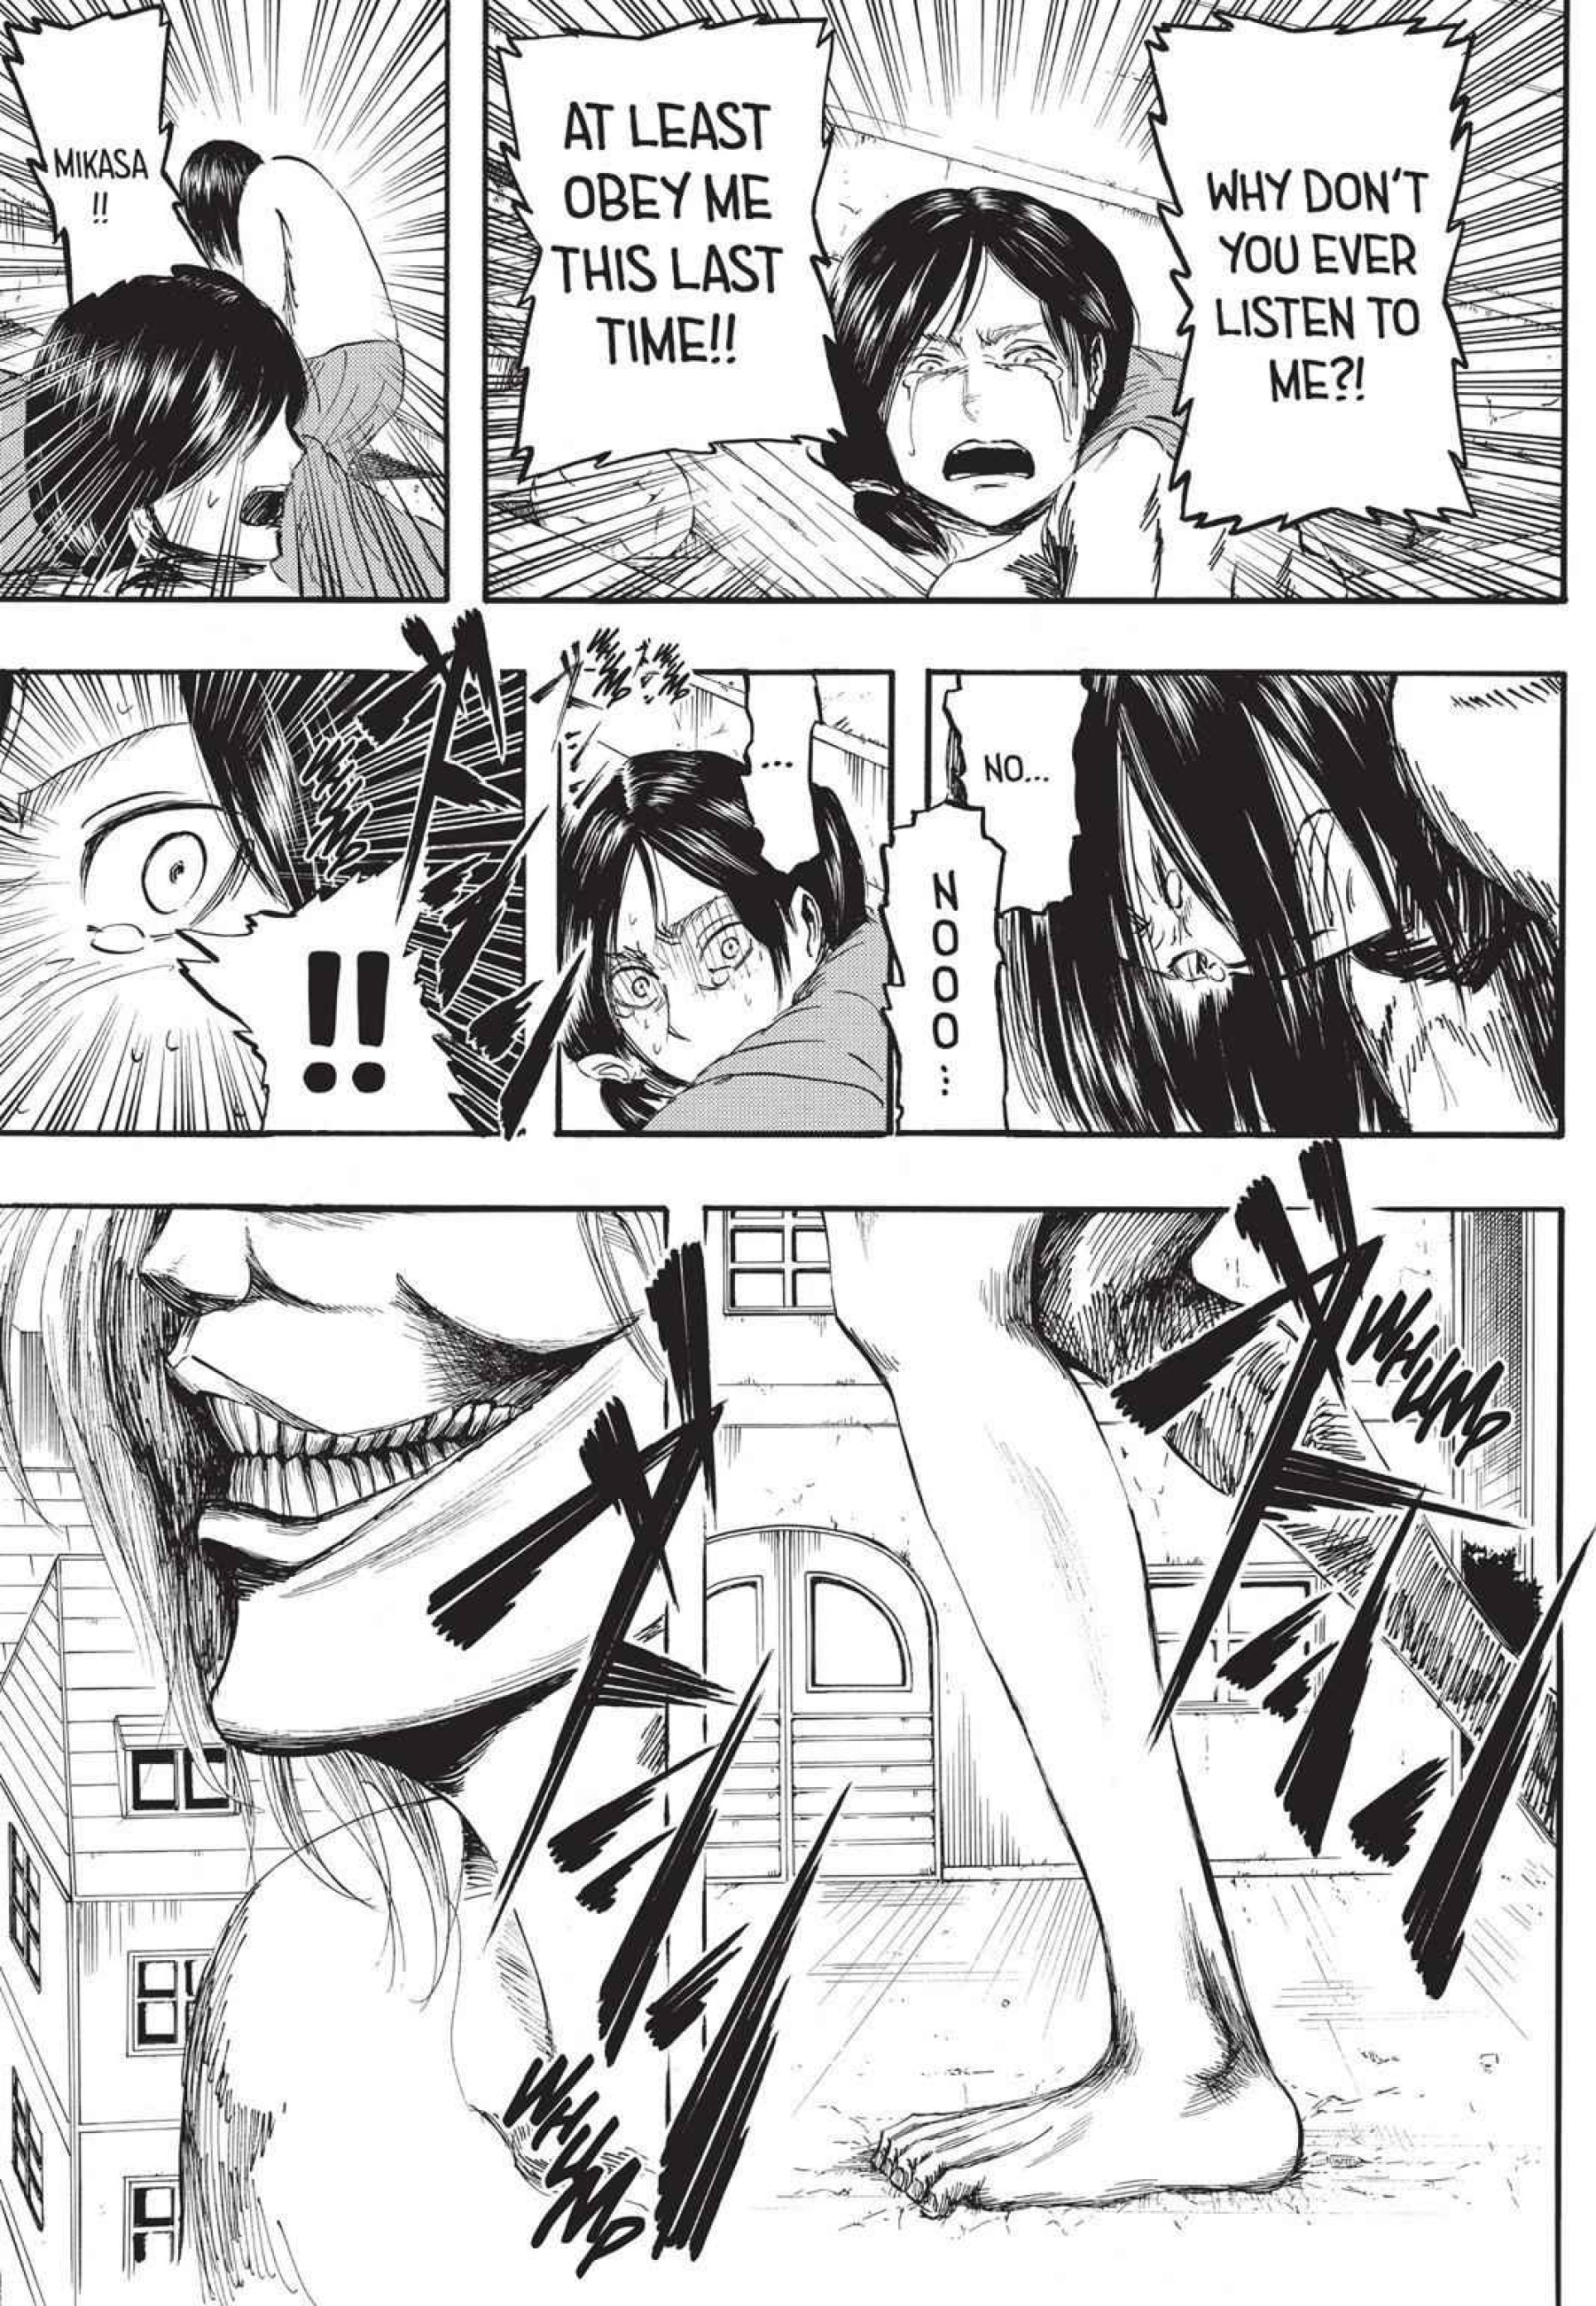 WHY DON'T
YOU EVER
LISTEN TO
ME?!
AT LEAST
OBEY ME
THIS LAST
TIME!!
MIKASA
!!
NO...
NOOO...
...
!!
WHUMP
WHUMP